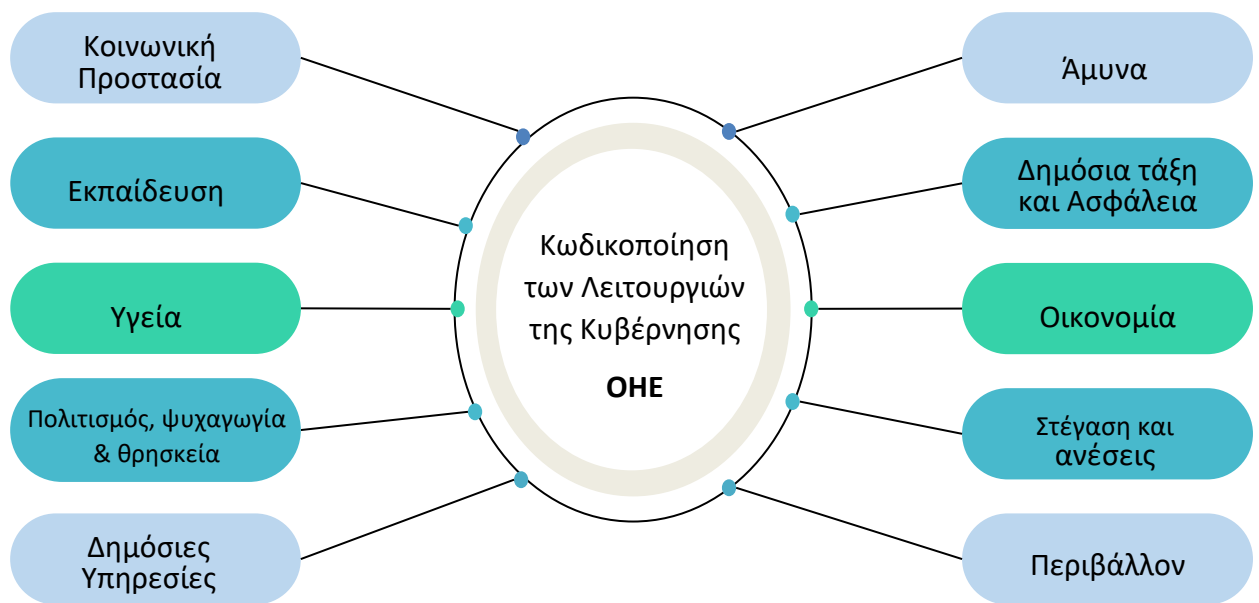 Κοινωνική
Προστασία
Εκπαίδευση
Υγεία
Πολιτισμός, ψυχαγωγία
& θρησκεία
Δημόσιες
Υπηρεσίες
Κωδικοποίηση
των Λειτουργιών
της Κυβέρνησης
ΟΗΕ
Άμυνα
Δημόσια τάξη
και Ασφάλεια
Οικονομία
Στέγαση και
ανέσεις
Περιβάλλον